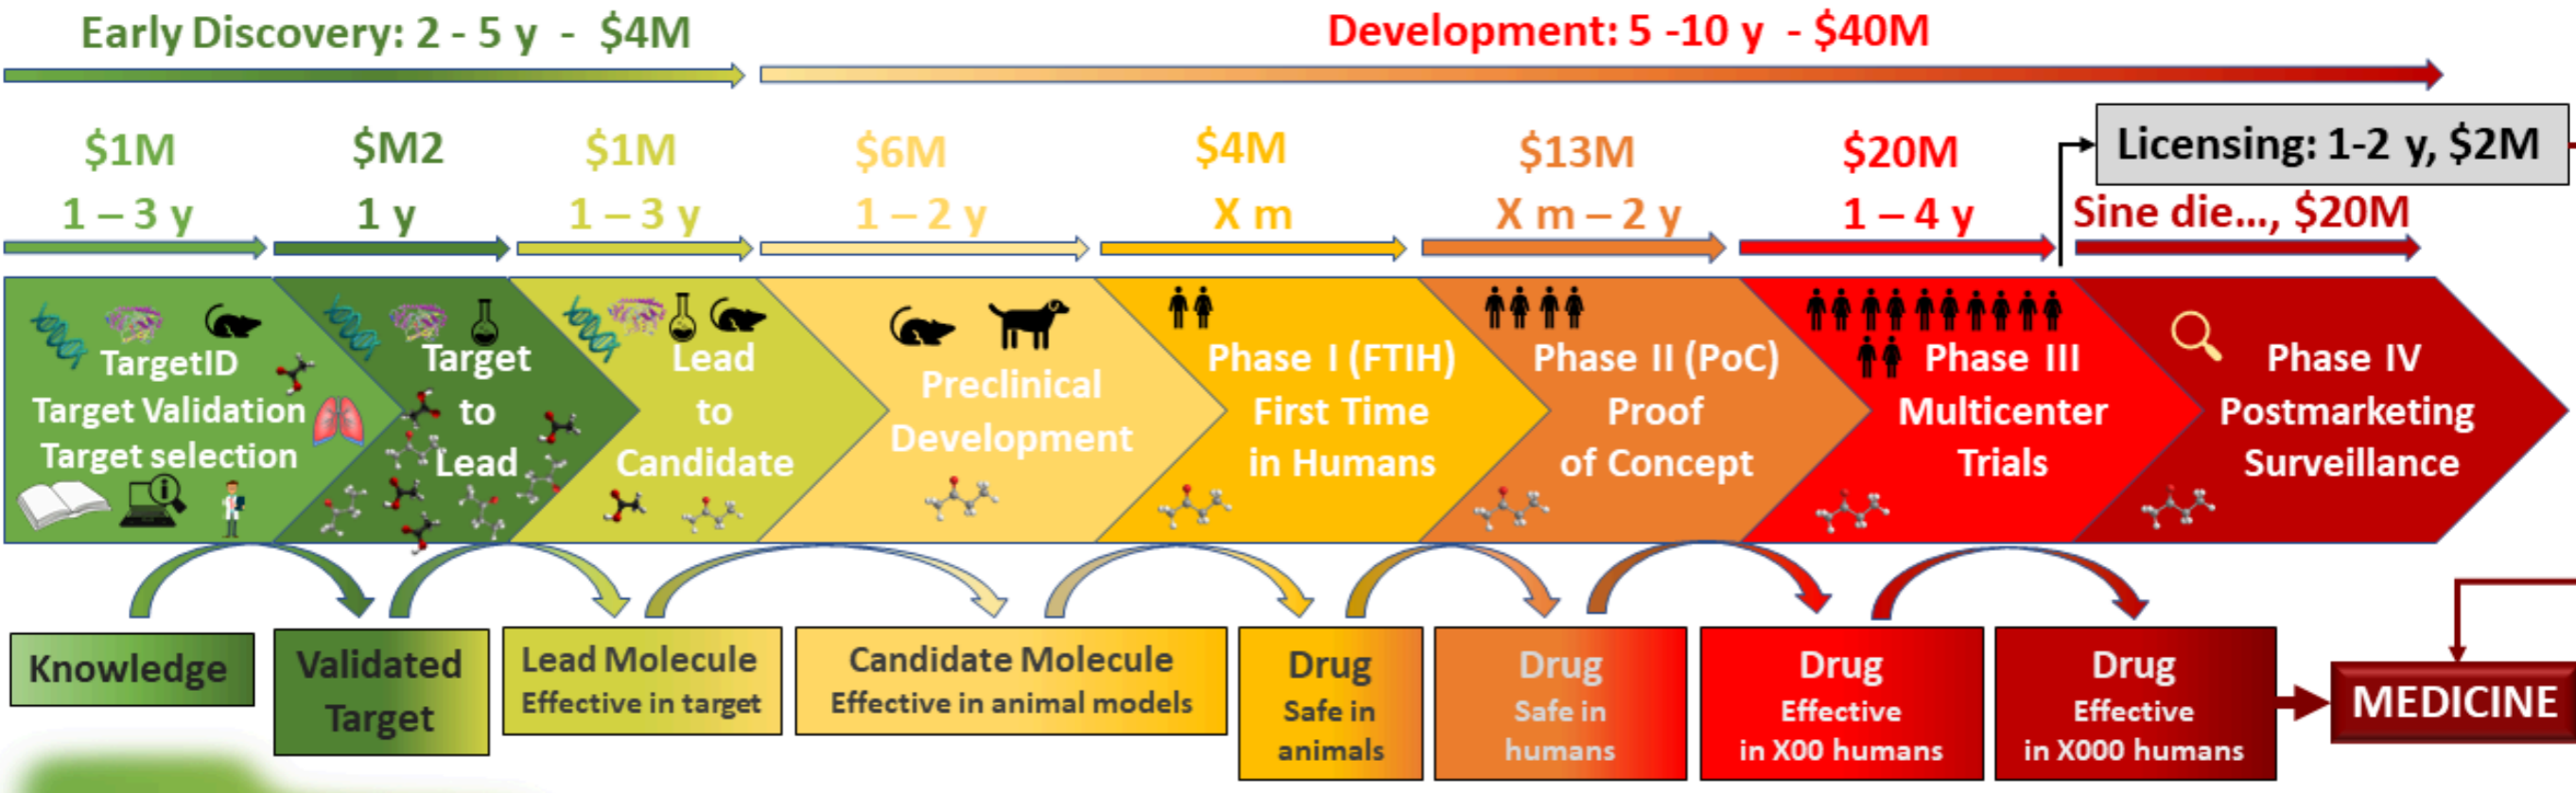 Early Discovery: 2 - 5 y - $4M
Development: 5 -10 y - $40M
$1M
1 – 3 y
$M2
1 y
$1M
1 – 3 y
$6M
1 – 2 y
$4M
X m
$13M
X m – 2 y
$20M
1 – 4 y
Licensing: 1-2 y, $2M
Sine die…, $20M
TargetID
Target Validation
Target selection
Target
to
Lead
Lead
to
Candidate
Preclinical
Development
Phase I (FTIH)
First Time
in Humans
Phase II (PoC)
Proof
of Concept
Phase III
Multicenter
Trials
Phase IV
Postmarketing
Surveillance
Knowledge
Validated
Target
Lead Molecule
Effective in target
Candidate Molecule
Effective in animal models
Drug
Safe in
animals
Drug
Safe in
humans
Drug
Effective
in X00 humans
Drug
Effective
in X000 humans
MEDICINE